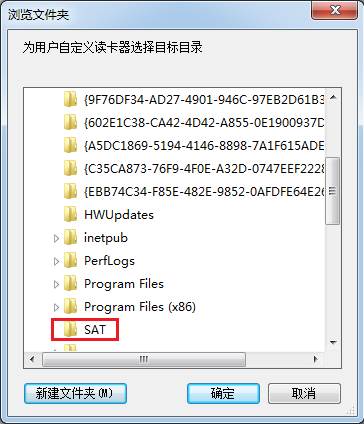 浏览文件夹
为用户自定义读卡器选择目标目录
{9F76DF34-AD27-4901-946C-97EB2D61B3
{602E1C38-CA42-4D42-A855-0E1900937D
{A5DC1869-5194-4146-8898-7A1F615ADE
{C35CA873-76F9-4F0E-A32D-0747EEF2228
{EBB74C34-F85E-482E-9852-0AFDFE64E26
HWUpdates
inetpub
PerfLogs
Program Files
Program Files (x86)
SAT
新建文件夹(M)
确定
取消